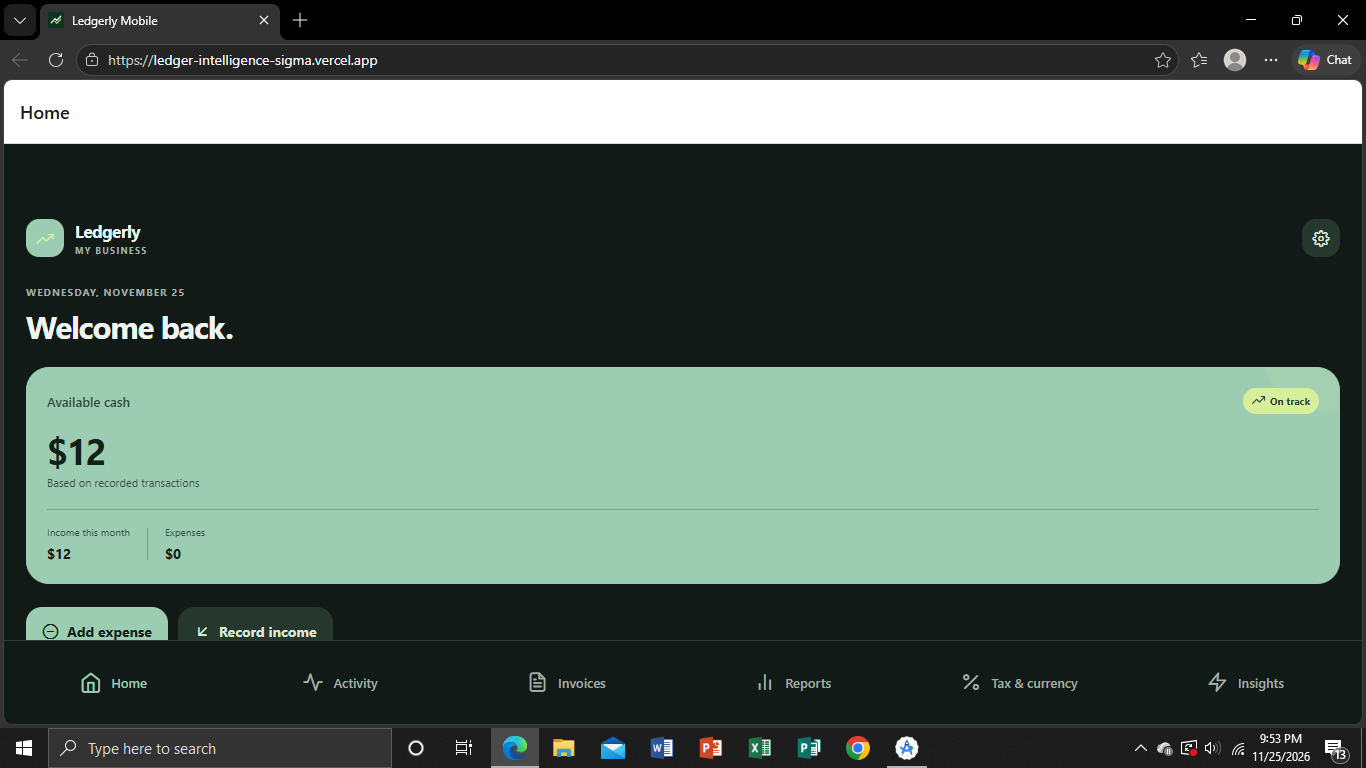 Ledgerly Mobile
https://ledger-intelligence-sigma.vercel.app
Chat
Home
Ledgerly
MY BUSINESS
WEDNESDAY, NOVEMBER 25
Welcome back.
Available cash
On track
$12
Based on recorded transactions
Income this month
$12
Expenses
$0
Add expense
Record income
Home
Activity
Invoices
Reports
Tax & currency
Insights
Type here to search
9:53 PM
11/25/2026
13